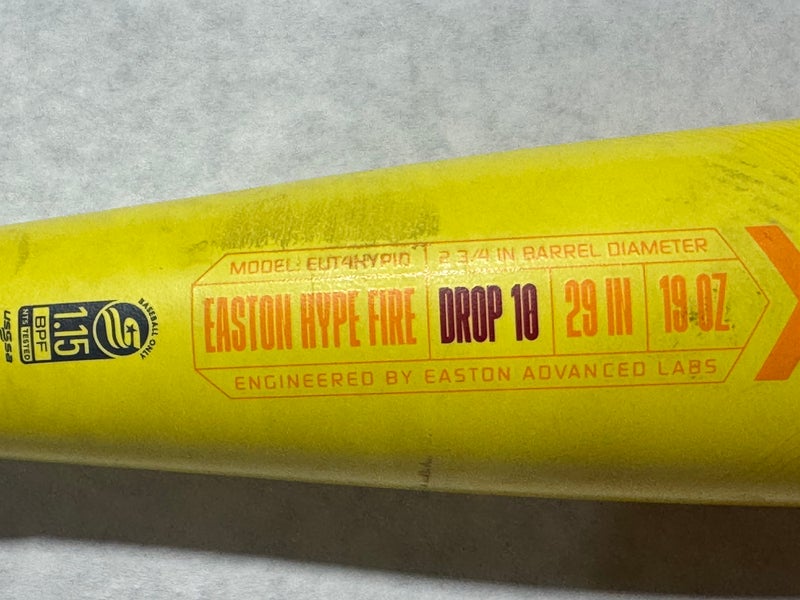 MODEL: EUT4HYP10
2 3/4 IN BARREL DIAMETER
EASTON HYPE FIRE
DROP 10
29 IN
19 OZ
ENGINEERED BY EASTON ADVANCED LABS
BASEBALL ONLY
1.15
BPF
NTS TESTED
USSSA